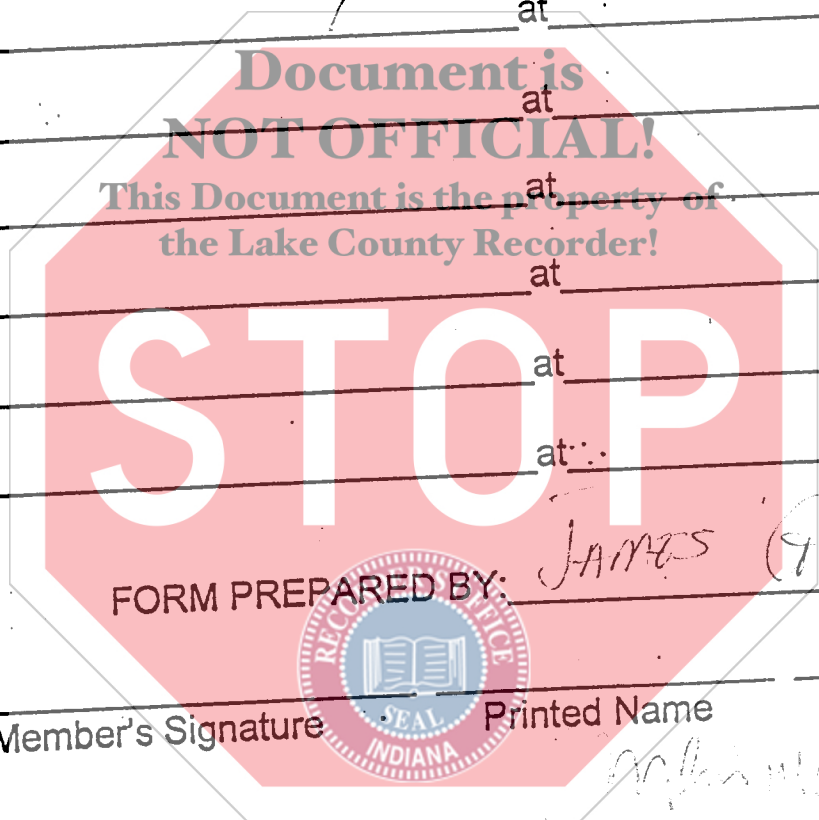 at
Document is
at
NOT OFFICIAL!
at
This Document is the property of
the Lake County Recorder!
at
STOP
at
at
JAMES
FORM PREPARED BY:
RECORDER'S OFFICE
SEAL
INDIANA
Member's Signature
Printed Name